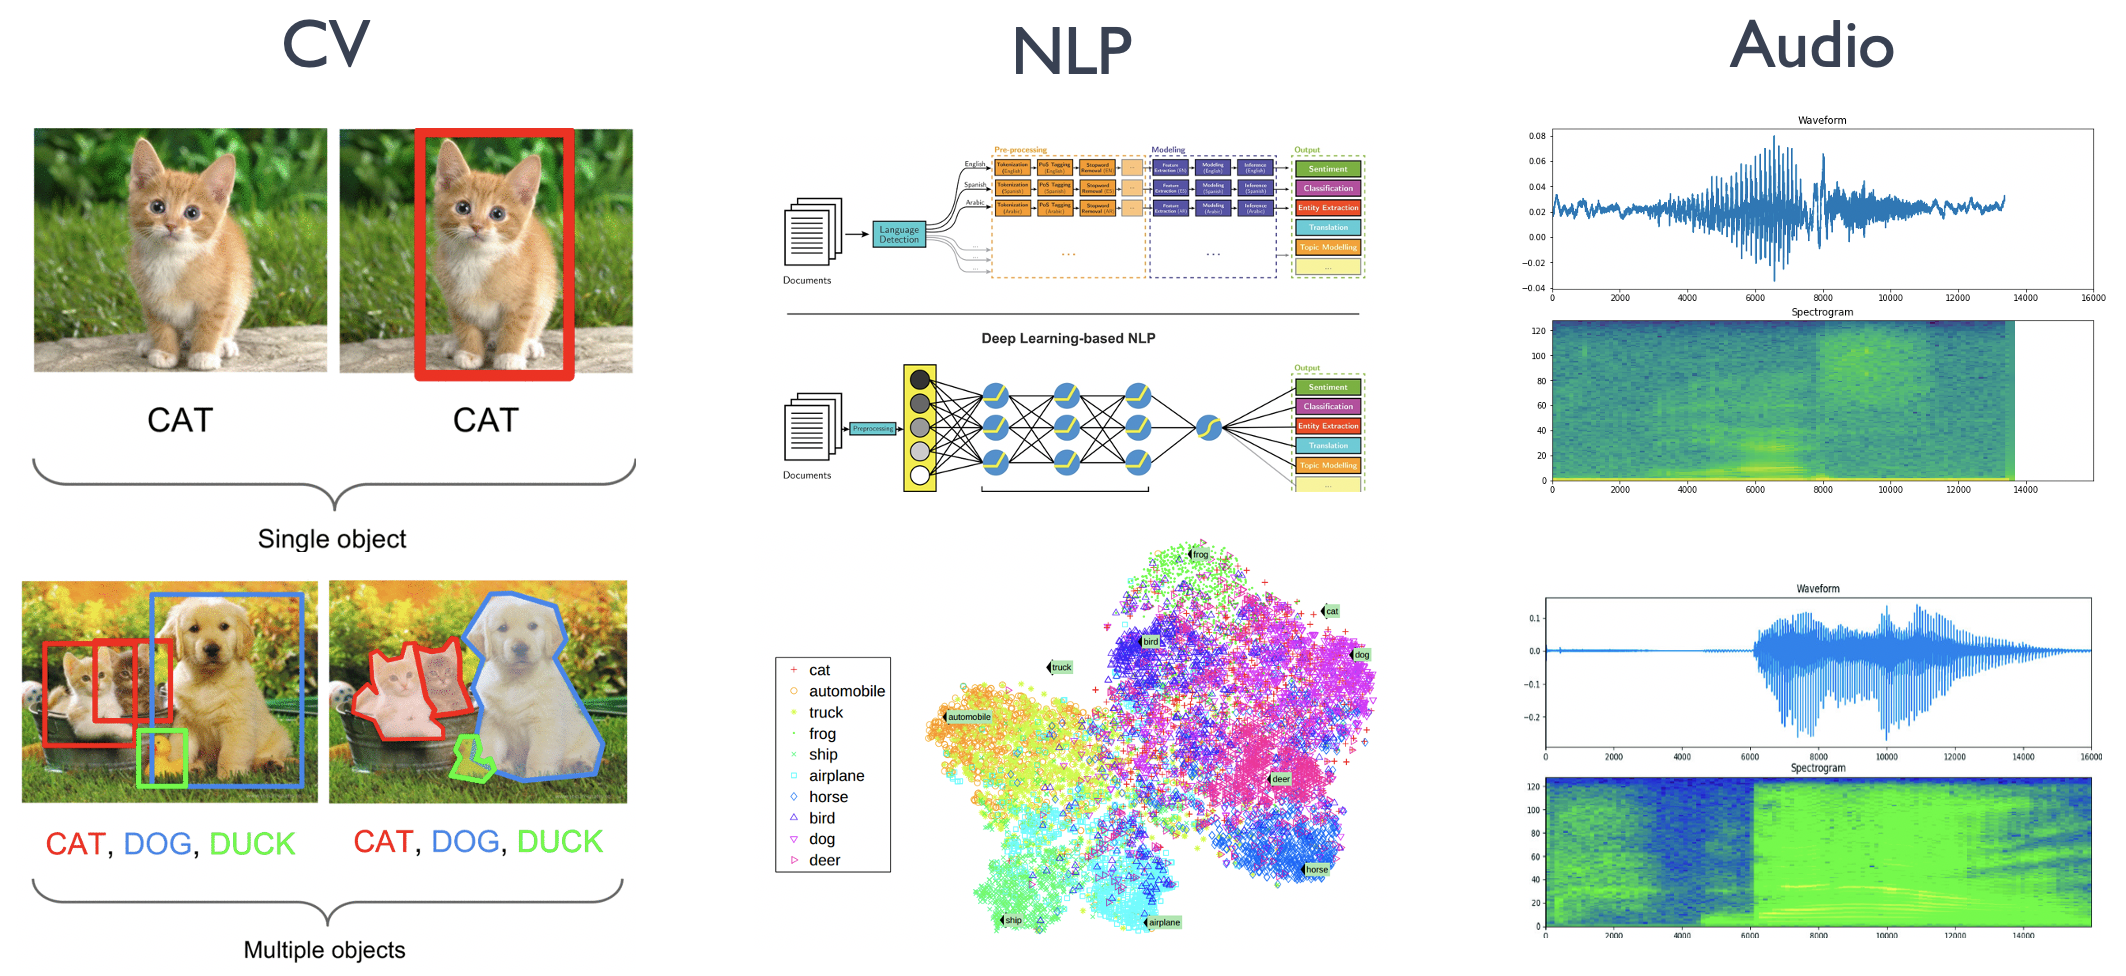 CV
NLP
Audio
CAT
CAT
Single object
CAT, DOG, DUCK
CAT, DOG, DUCK
Multiple objects
Pre-processing
Modeling
Output
English
Tokenization (English)
PoS Tagging (English)
Stopword Removal (EN)
...
Feature Extraction (EN)
Modeling (English)
Inference (English)
Spanish
Tokenization (Spanish)
PoS Tagging (Spanish)
Stopword Removal (ES)
...
Feature Extraction (ES)
Modeling (Spanish)
Inference (Spanish)
Arabic
Tokenization (Arabic)
PoS Tagging (Arabic)
Stopword Removal (AR)
...
Feature Extraction (AR)
Modeling (Arabic)
Inference (Arabic)
Language
Detection
...
...
...
...
...
Documents
Sentiment
Classification
Entity Extraction
Translation
Topic Modelling
...
Deep Learning-based NLP
Documents
Preprocessing
Output
Sentiment
Classification
Entity Extraction
Translation
Topic Modelling
...
cat
automobile
truck
frog
ship
airplane
horse
bird
dog
deer
frog
cat
bird
dog
truck
automobile
deer
horse
ship
airplane
Waveform
0.08
0.06
0.04
0.02
0.00
−0.02
−0.04
0 2000 4000 6000 8000 10000 12000 14000 16000
Spectrogram
120
100
80
60
40
20
0
0 2000 4000 6000 8000 10000 12000 14000
Waveform
0.1
0.0
−0.1
−0.2
0 2000 4000 6000 8000 10000 12000 14000 16000
Spectrogram
120
100
80
60
40
20
0
0 2000 4000 6000 8000 10000 12000 14000